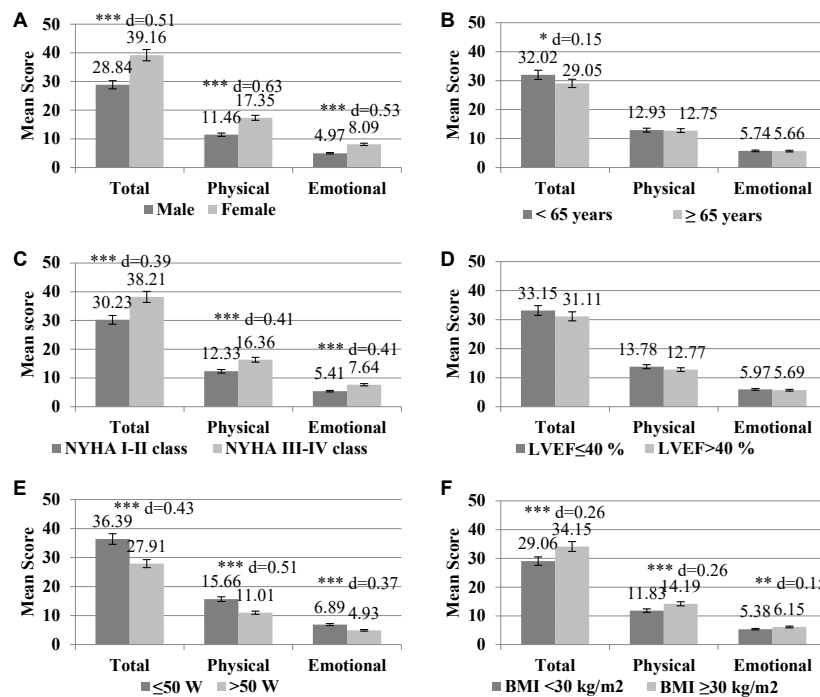 A
*** d=0.51
50
40
30
20
10
0
Mean Score
28.84
39.16
*** d=0.63
11.46
17.35
*** d=0.53
4.97
8.09
Total Physical Emotional
Male Female
B
* d=0.15
50
40
30
20
10
0
Mean Score
32.02
29.05
12.93 12.75
5.74 5.66
Total Physical Emotional
< 65 years ≥ 65 years
C
*** d=0.39
50
40
30
20
10
0
Mean score
30.23
38.21
*** d=0.41
12.33
16.36
*** d=0.41
5.41
7.64
Total Physical Emotional
NYHA I-II class NYHA III-IV class
D
50
40
30
20
10
0
Mean score
33.15 31.11
13.78 12.77
5.97 5.69
Total Physical Emotional
LVEF≤40 % LVEF>40 %
E
*** d=0.43
50
40
30
20
10
0
Mean Score
36.39
27.91
*** d=0.51
15.66
11.01
*** d=0.37
6.89
4.93
Total Physical Emotional
≤50 W >50 W
F
*** d=0.26
50
40
30
20
10
0
Mean Score
29.06
34.15
*** d=0.26
11.83
14.19
** d=0.15
5.38 6.15
Total Physical Emotional
BMI <30 kg/m2 BMI ≥30 kg/m2